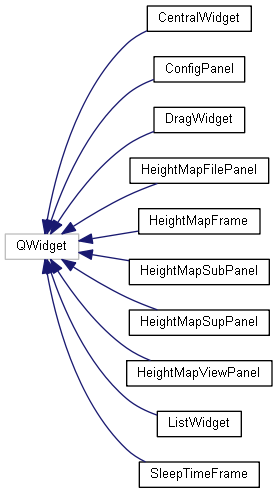 CentralWidget
ConfigPanel
DragWidget
HeightMapFilePanel
HeightMapFrame
QWidget
HeightMapSubPanel
HeightMapSupPanel
HeightMapViewPanel
ListWidget
SleepTimeFrame